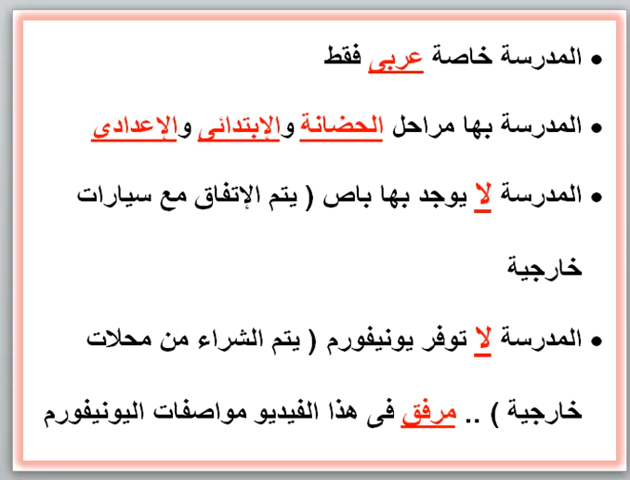 • المدرسة خاصة عربى فقط
• المدرسة بها مراحل الحضانة والإبتدائى والإعدادى
• المدرسة لا يوجد بها باص ( يتم الإتفاق مع سيارات
خارجية
• المدرسة لا توفر يونيفورم ( يتم الشراء من محلات
خارجية ) .. مرفق فى هذا الفيديو مواصفات اليونيفورم